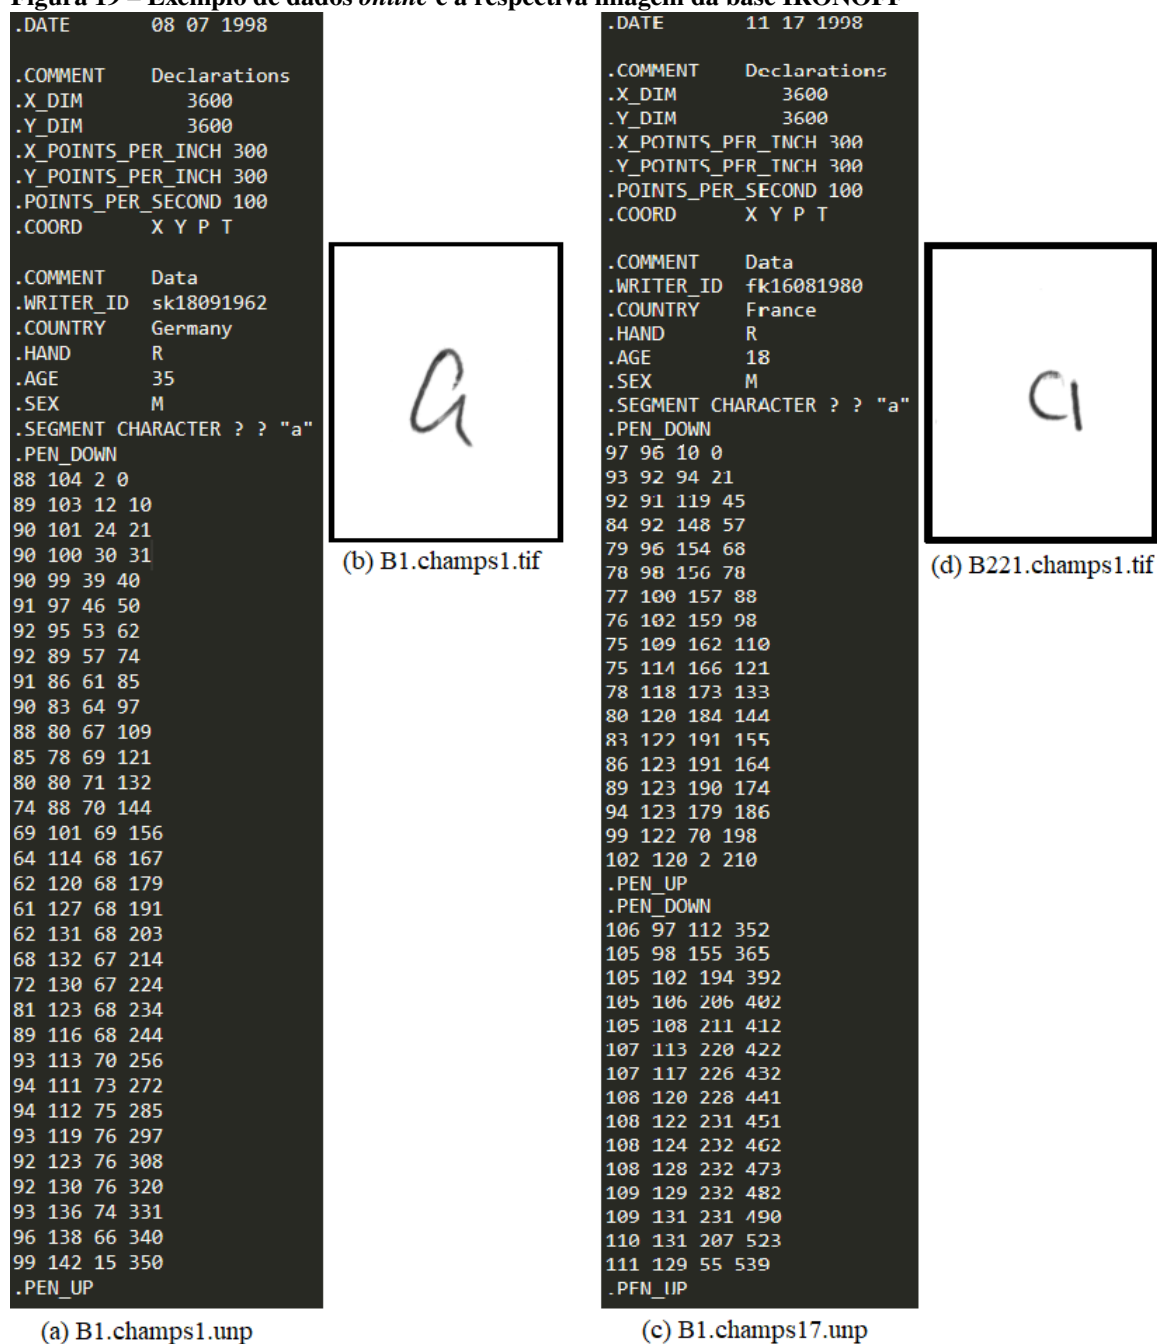 Figura 19 – Exemplo de dados online e a respectiva imagem da base IRONOFF
.DATE 08 07 1998
.COMMENT Declarations
.X_DIM 3600
.Y_DIM 3600
.X_POINTS_PER_INCH 300
.Y_POINTS_PER_INCH 300
.POINTS_PER_SECOND 100
.COORD X Y P T
.COMMENT Data
.WRITER_ID sk18091962
.COUNTRY Germany
.HAND R
.AGE 35
.SEX M
.SEGMENT CHARACTER ? ? "a"
.PEN_DOWN
88 104 2 0
89 103 12 10
90 101 24 21
90 100 30 31
90 99 39 40
91 97 46 50
92 95 53 62
92 89 57 74
91 86 61 85
90 83 64 97
88 80 67 109
85 78 69 121
80 80 71 132
74 88 70 144
69 101 69 156
64 114 68 167
62 120 68 179
61 127 68 191
62 131 68 203
68 132 67 214
72 130 67 224
81 123 68 234
89 116 68 244
93 113 70 256
94 111 73 272
94 112 75 285
93 119 76 297
92 123 76 308
92 130 76 320
93 136 74 331
96 138 66 340
99 142 15 350
.PEN_UP
(a) B1.champs1.unp
a
(b) B1.champs1.tif
.DATE 11 17 1998
.COMMENT Declarations
.X_DIM 3600
.Y_DIM 3600
.X_POINTS_PER_INCH 300
.Y_POINTS_PER_INCH 300
.POINTS_PER_SECOND 100
.COORD X Y P T
.COMMENT Data
.WRITER_ID fk16081980
.COUNTRY France
.HAND R
.AGE 18
.SEX M
.SEGMENT CHARACTER ? ? "a"
.PEN_DOWN
97 96 10 0
93 92 94 21
92 91 119 45
84 92 148 57
79 96 154 68
78 98 156 78
77 100 157 88
76 102 159 98
75 109 162 110
75 114 166 121
78 118 173 133
80 120 184 144
83 122 191 155
86 123 191 164
89 123 190 174
94 123 179 186
99 122 70 198
102 120 2 210
.PEN_UP
.PEN_DOWN
106 97 112 352
105 98 155 365
105 102 194 392
105 106 206 402
105 108 211 412
107 113 220 422
107 117 226 432
108 120 228 441
108 122 231 451
108 124 232 462
108 128 232 473
109 129 232 482
109 131 231 490
110 131 207 523
111 129 55 539
.PEN_UP
(c) B1.champs17.unp
a
(d) B221.champs1.tif